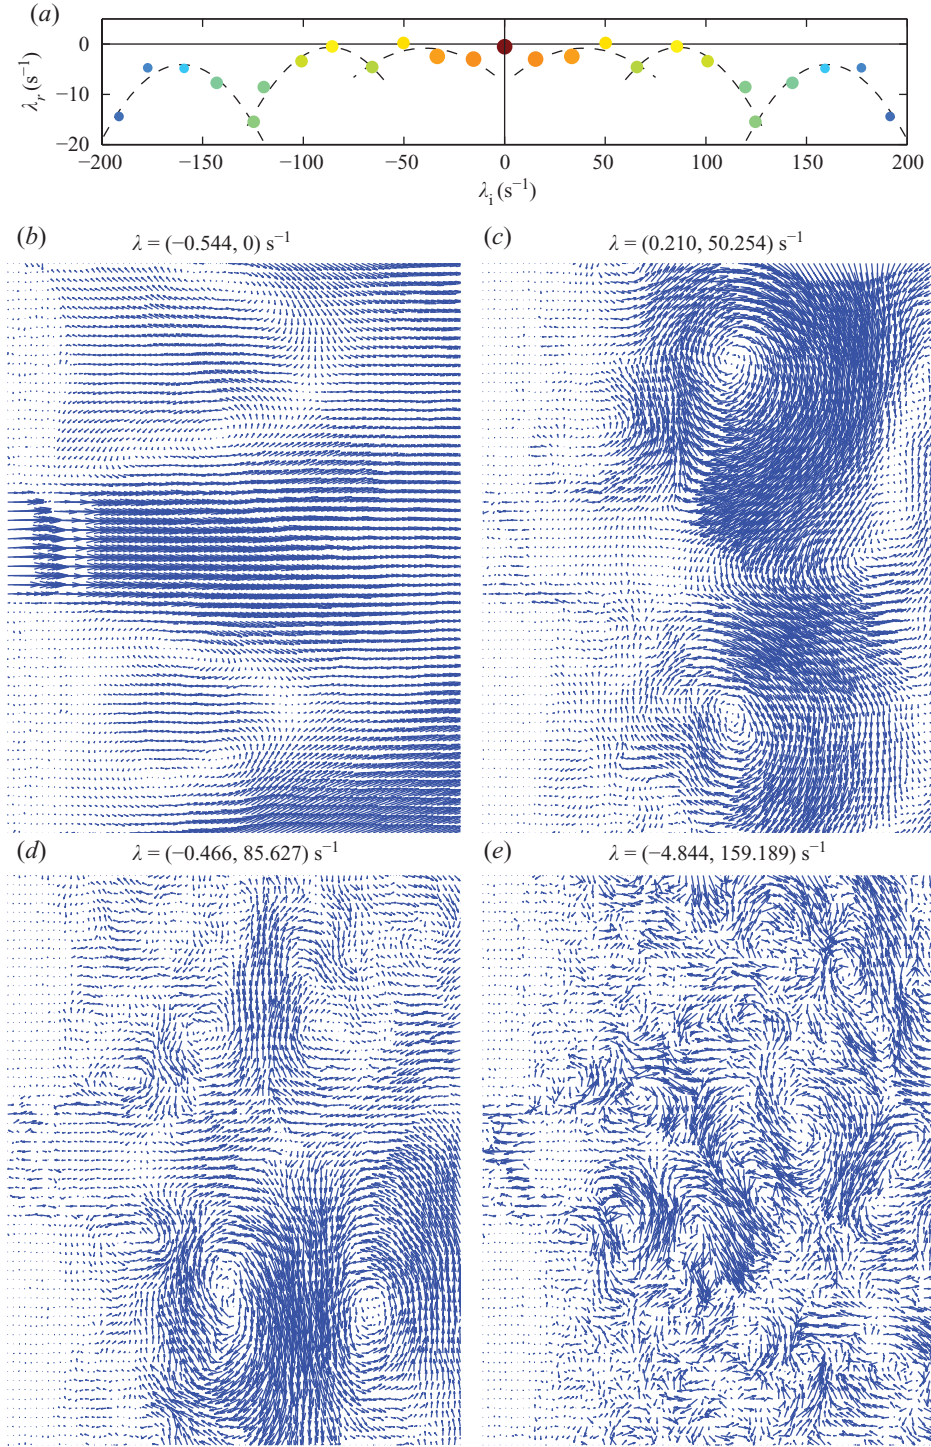 (a)
0
−10
−20
λr (s−1)
−200 −150 −100 −50 0 50 100 150 200
λi (s−1)
(b) λ = (−0.544, 0) s−1
(c) λ = (0.210, 50.254) s−1
(d) λ = (−0.466, 85.627) s−1
(e) λ = (−4.844, 159.189) s−1